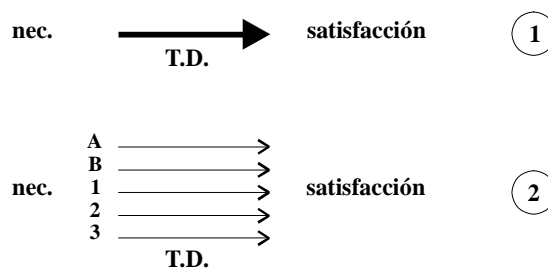 nec. satisfacción 1
T.D.
A
B
nec. 1 satisfacción 2
2
3
T.D.